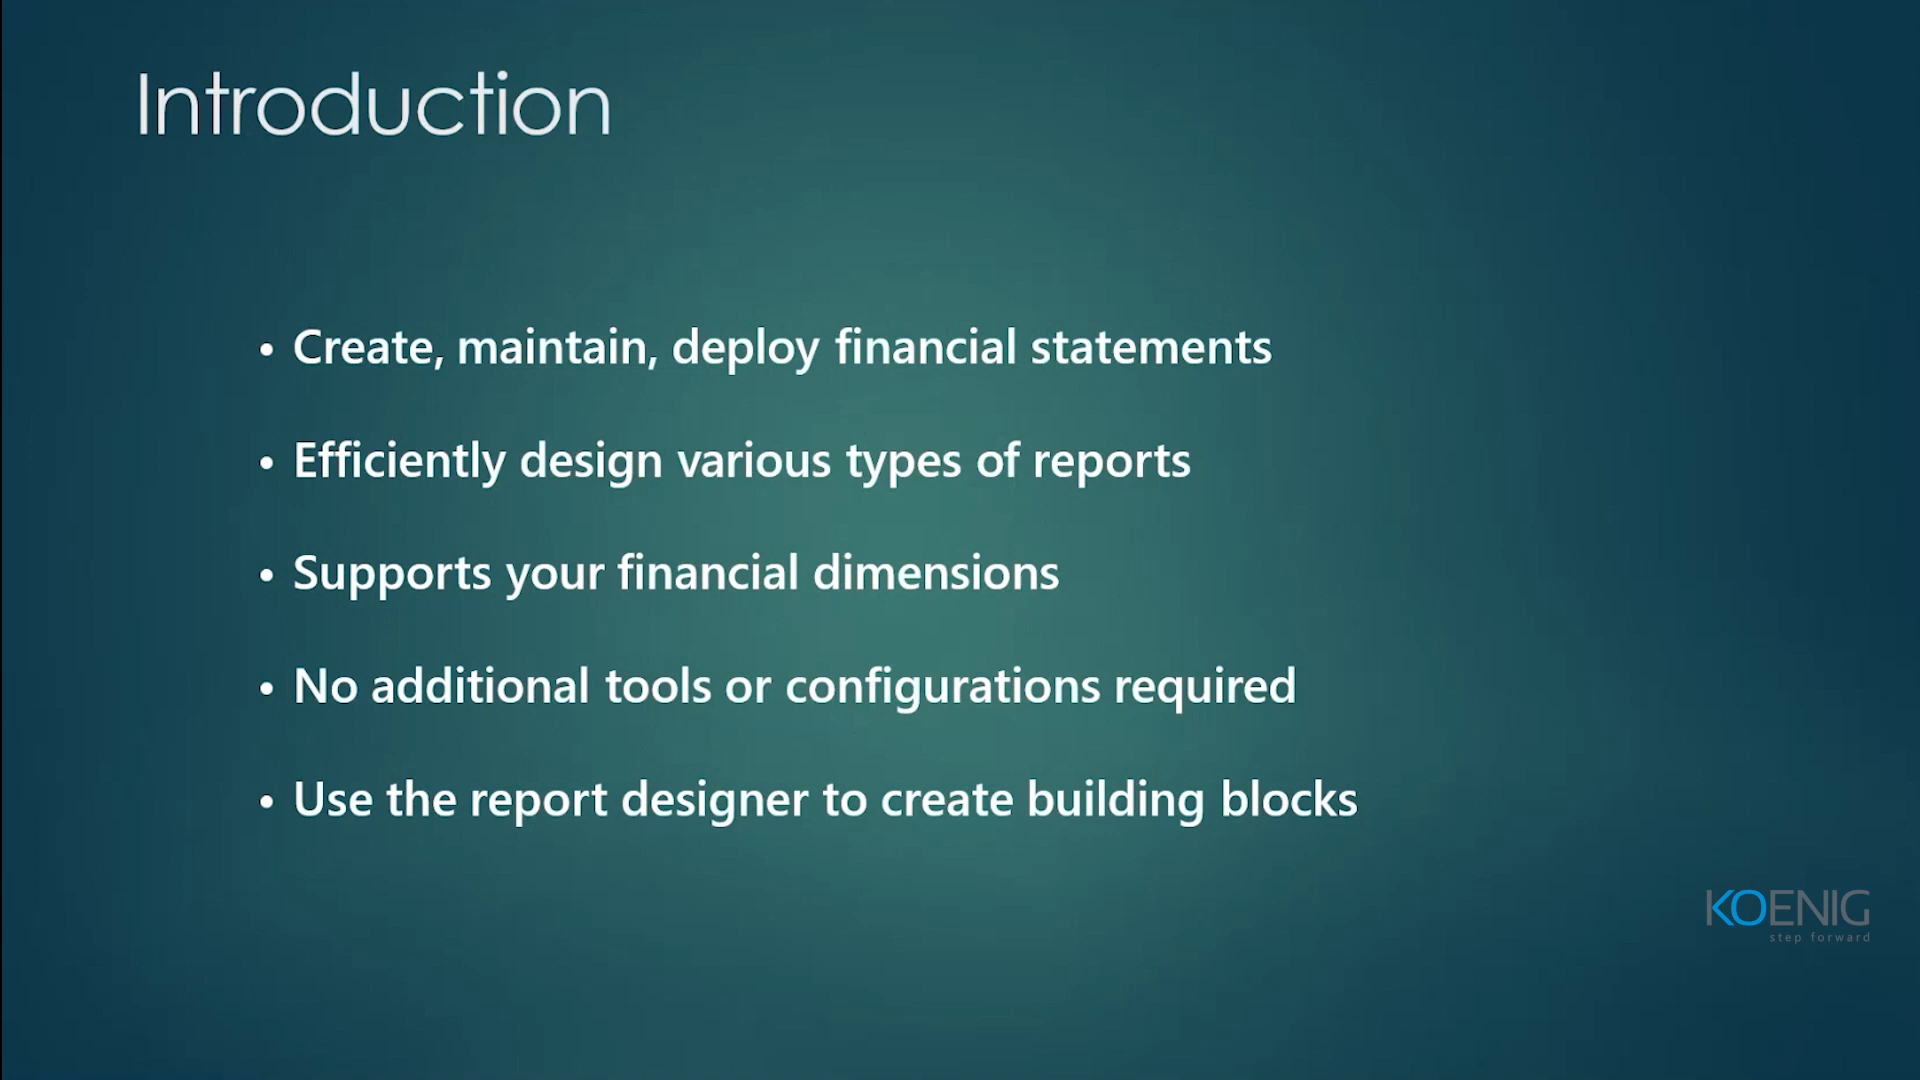 Introduction
• Create, maintain, deploy financial statements
• Efficiently design various types of reports
• Supports your financial dimensions
• No additional tools or configurations required
• Use the report designer to create building blocks
KOENIG
step forward